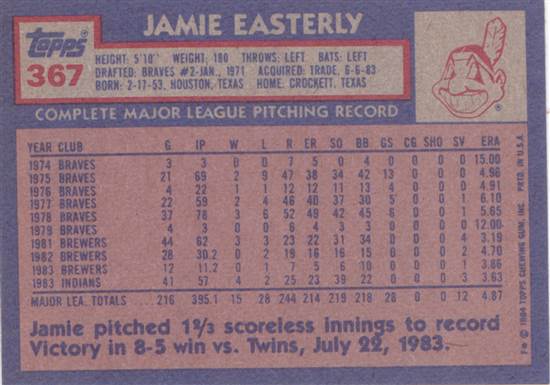 JAMIE EASTERLY
topps
367
HEIGHT: 5'10" WEIGHT: 180 THROWS: LEFT BATS: LEFT
DRAFTED: BRAVES #2-JAN., 1971 ACQUIRED: TRADE, 6-6-83
BORN: 2-17-53, HOUSTON, TEXAS HOME: CROCKETT, TEXAS
COMPLETE MAJOR LEAGUE PITCHING RECORD
YEAR CLUB G IP W L R ER SO BB GS CG SHO SV ERA
1974 BRAVES 3 3 0 0 7 5 0 4 0 0 0 0 15.00
1975 BRAVES 21 69 2 9 47 38 34 42 13 0 0 0 4.96
1976 BRAVES 4 22 1 1 12 12 11 13 4 0 0 0 4.91
1977 BRAVES 22 59 2 4 46 40 37 30 5 0 0 1 6.10
1978 BRAVES 37 78 3 6 52 49 42 45 6 0 0 1 5.65
1979 BRAVES 4 3 0 0 4 4 3 3 0 0 0 0 12.00
1981 BREWERS 44 62 3 3 23 22 31 34 0 0 0 4 3.19
1982 BREWERS 28 30.2 0 2 19 16 16 15 0 0 0 2 4.70
1983 BREWERS 12 11.2 0 1 7 5 6 10 0 0 0 1 3.86
1983 INDIANS 41 57 4 2 25 23 39 22 0 0 0 3 3.63
MAJOR LEA. TOTALS 216 395.1 15 28 244 214 219 218 28 0 0 12 4.87
Jamie pitched 1⅔ scoreless innings to record
Victory in 8-5 win vs. Twins, July 22, 1983.
© 1984 TOPPS CHEWING GUM, INC. PRTD. IN U.S.A.